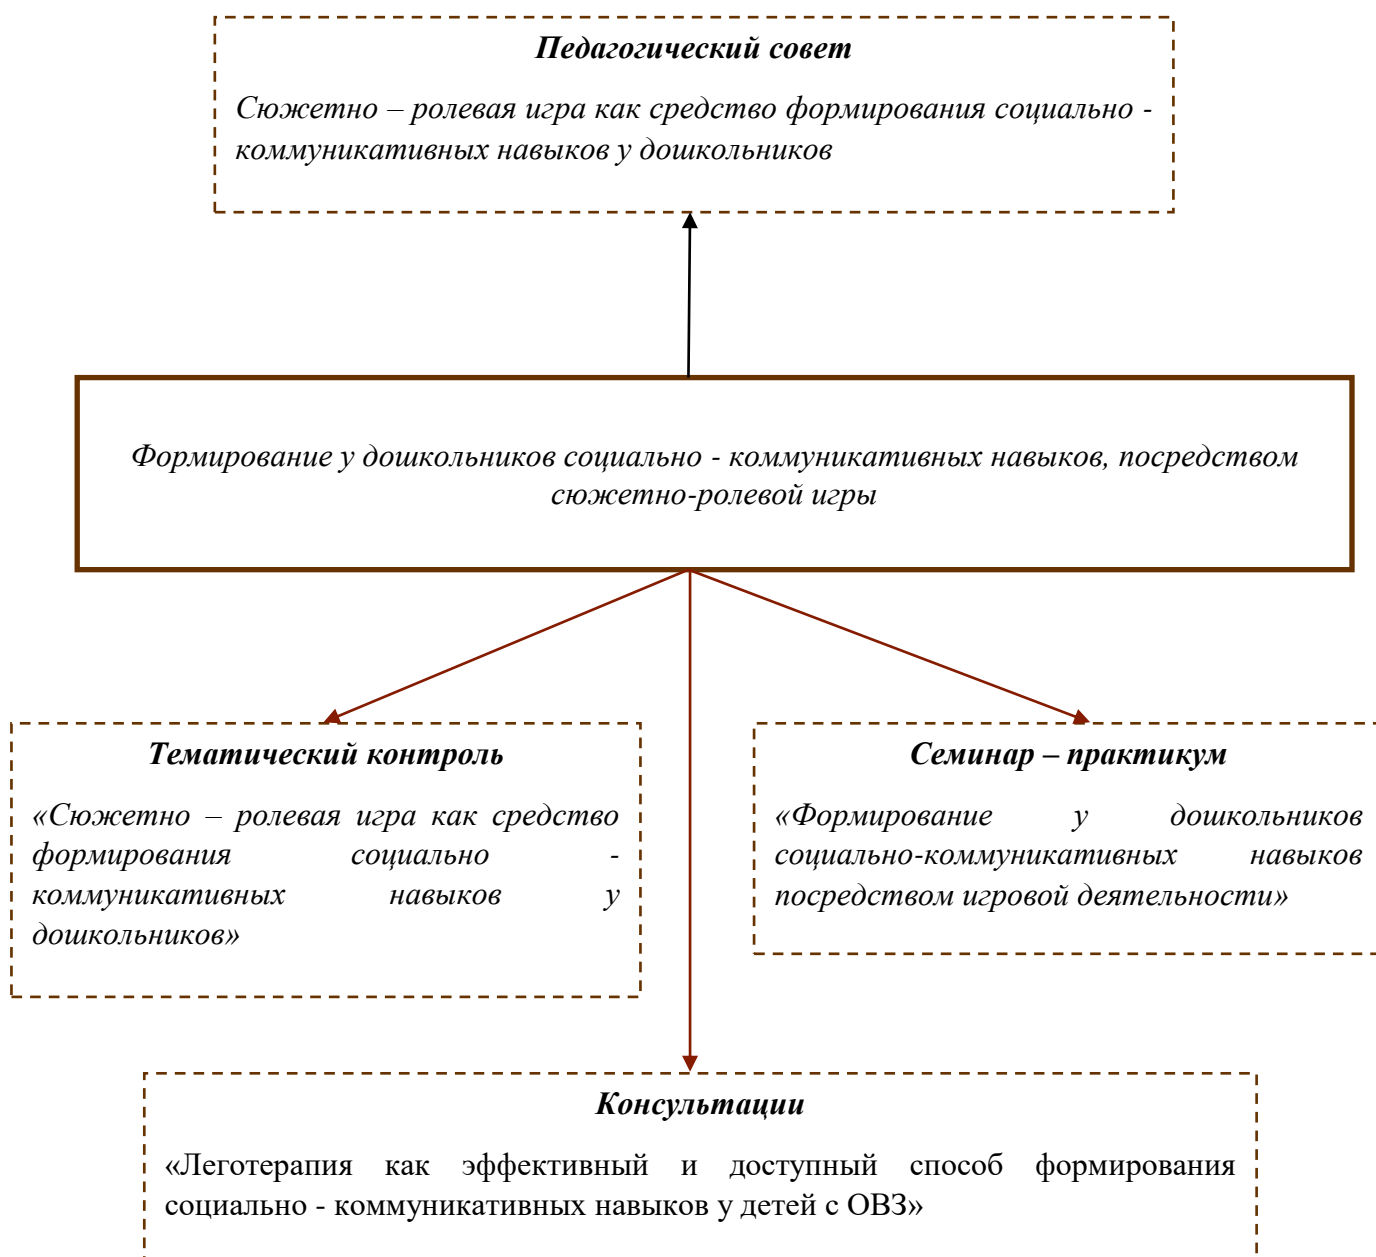 Педагогический совет
Сюжетно – ролевая игра как средство формирования социально -
коммуникативных навыков у дошкольников
Формирование у дошкольников социально - коммуникативных навыков, посредством
сюжетно-ролевой игры
Тематический контроль
«Сюжетно – ролевая игра как средство
формирования социально -
коммуникативных навыков у
дошкольников»
Семинар – практикум
«Формирование у дошкольников
социально-коммуникативных навыков
посредством игровой деятельности»
Консультации
«Леготерапия как эффективный и доступный способ формирования
социально - коммуникативных навыков у детей с ОВЗ»